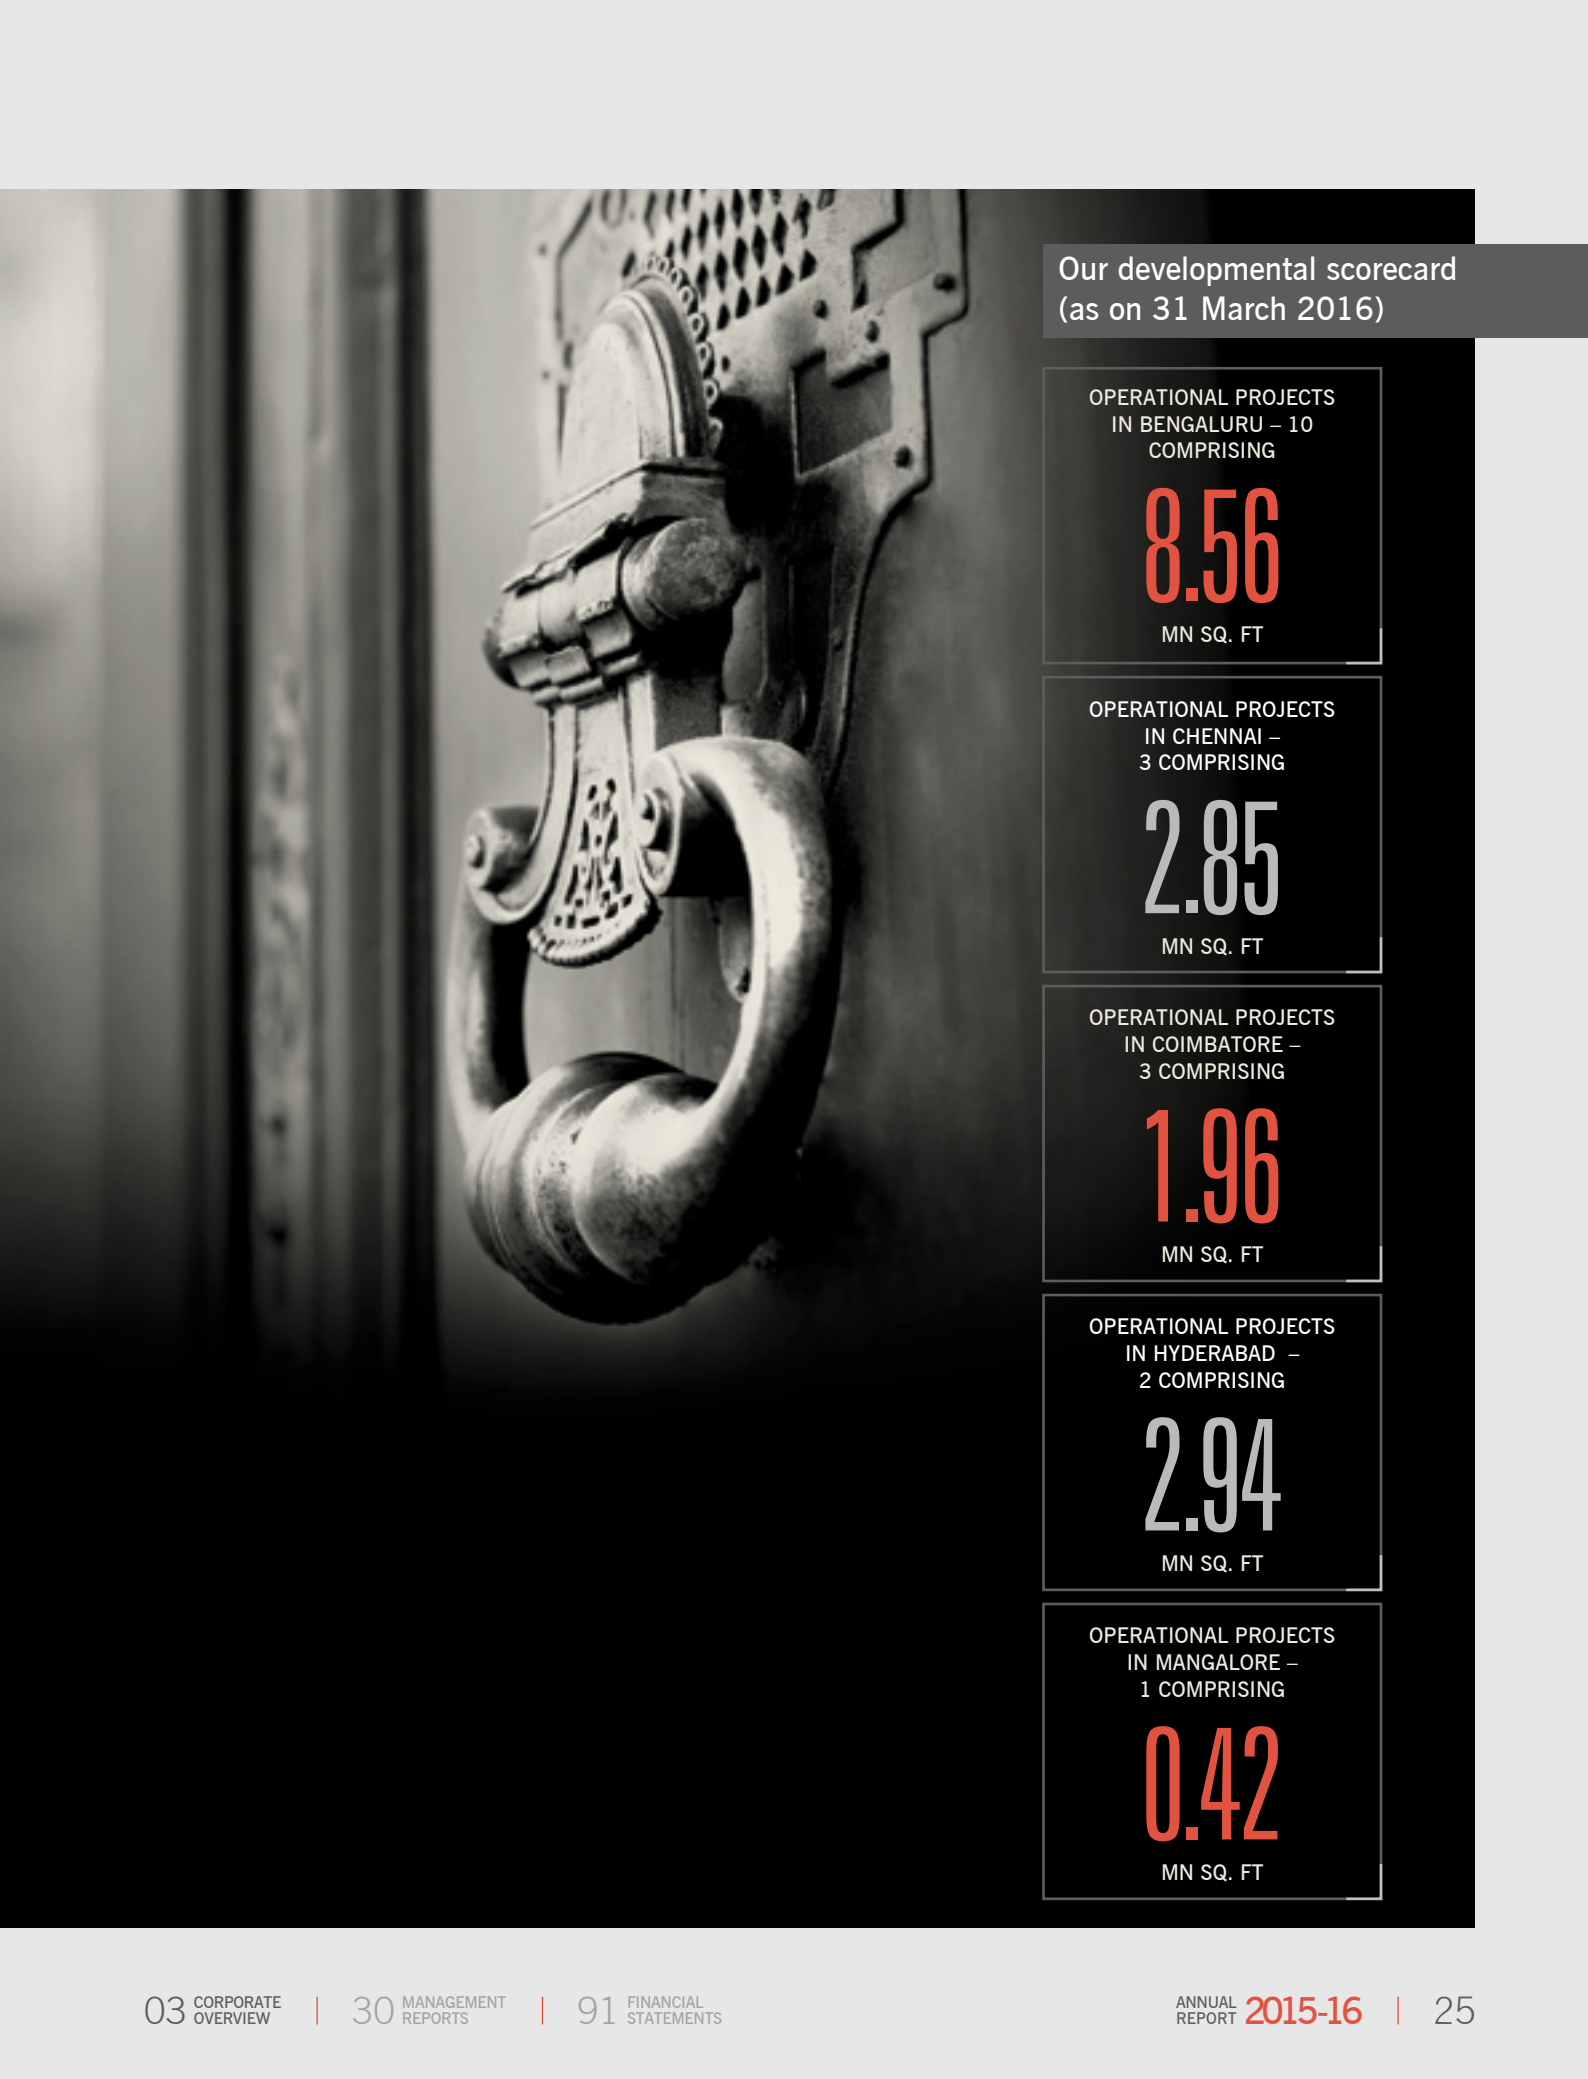 Our developmental scorecard
(as on 31 March 2016)
OPERATIONAL PROJECTS
IN BENGALURU – 10
COMPRISING
8.56
MN SQ. FT
OPERATIONAL PROJECTS
IN CHENNAI –
3 COMPRISING
2.85
MN SQ. FT
OPERATIONAL PROJECTS
IN COIMBATORE –
3 COMPRISING
1.96
MN SQ. FT
OPERATIONAL PROJECTS
IN HYDERABAD –
2 COMPRISING
2.94
MN SQ. FT
OPERATIONAL PROJECTS
IN MANGALORE –
1 COMPRISING
0.42
MN SQ. FT
03 CORPORATE
OVERVIEW
30 MANAGEMENT
REPORTS
91 FINANCIAL
STATEMENTS
ANNUAL
REPORT 2015-16
25